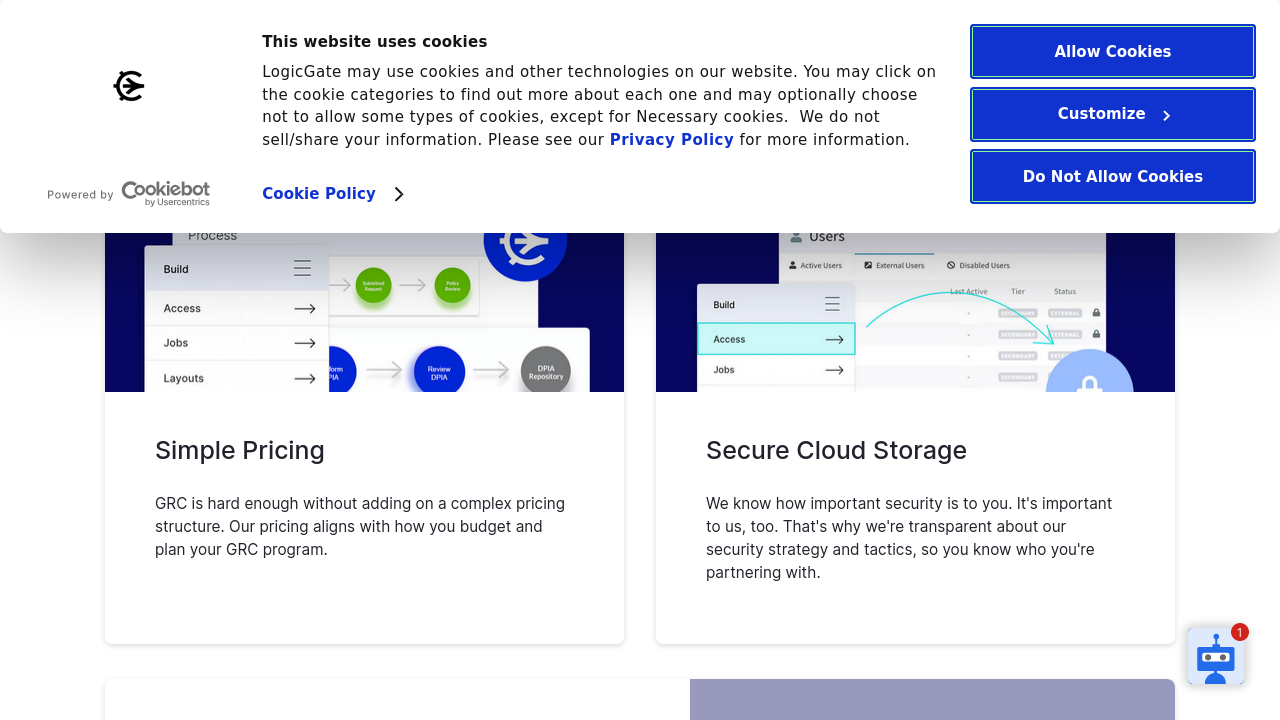 This website uses cookies
LogicGate may use cookies and other technologies on our website. You may click on
the cookie categories to find out more about each one and may optionally choose
not to allow some types of cookies, except for Necessary cookies.  We do not
sell/share your information. Please see our Privacy Policy for more information.
Cookie Policy
Powered by Cookiebot
by Usercentrics
Allow Cookies
Customize
Do Not Allow Cookies
Process
Build
Access
Jobs
Layouts
Submitted
Request
Policy
Review
Review
DPIA
DPIA
Repository
Users
Active Users
External Users
Disabled Users
Last Active
Tier
Status
Build
Access
Jobs
SECONDARY
EXTERNAL
SECONDARY
EXTERNAL
SECONDARY
SECONDARY
Simple Pricing
GRC is hard enough without adding on a complex pricing
structure. Our pricing aligns with how you budget and
plan your GRC program.
Secure Cloud Storage
We know how important security is to you. It's important
to us, too. That's why we're transparent about our
security strategy and tactics, so you know who you're
partnering with.
1